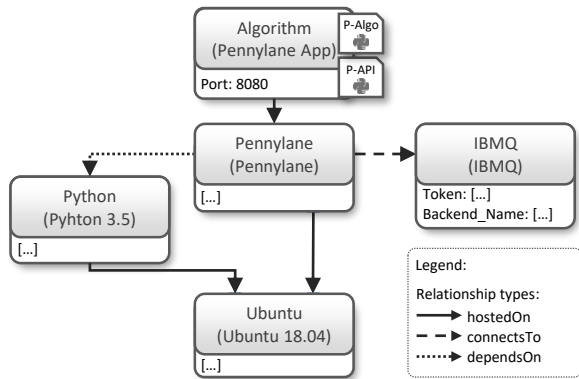 Algorithm
(Pennylane App)
P-Algo
P-API
Port: 8080
Pennylane
(Pennylane)
[...]
IBMQ
(IBMQ)
Token: [...]
Backend_Name: [...]
Python
(Pyhton 3.5)
[...]
Ubuntu
(Ubuntu 18.04)
[...]
Legend:
Relationship types:
hostedOn
connectsTo
dependsOn